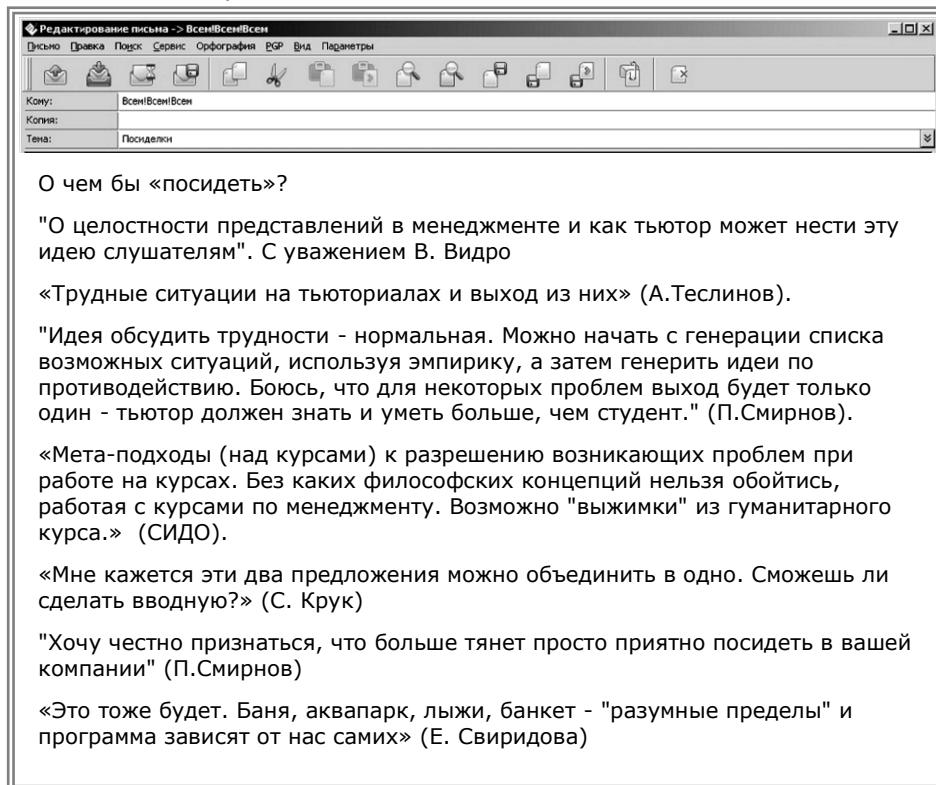 Редактирование письма -> Всем!Всем!Всем
Письмо Правка Поиск Сервис Орфография PGP Вид Параметры
Кому: Всем!Всем!Всем
Копия:
Тема: Посиделки
О чем бы «посидеть»?
"О целостности представлений в менеджменте и как тьютор может нести эту
идею слушателям". С уважением В. Видро
«Трудные ситуации на тьюториалах и выход из них» (А.Теслинов).
"Идея обсудить трудности - нормальная. Можно начать с генерации списка
возможных ситуаций, используя эмпирику, а затем генерить идеи по
противодействию. Боюсь, что для некоторых проблем выход будет только
один - тьютор должен знать и уметь больше, чем студент." (П.Смирнов).
«Мета-подходы (над курсами) к разрешению возникающих проблем при
работе на курсах. Без каких философских концепций нельзя обойтись,
работая с курсами по менеджменту. Возможно "выжимки" из гуманитарного
курса.» (СИДО).
«Мне кажется эти два предложения можно объединить в одно. Сможешь ли
сделать вводную?» (С. Крук)
"Хочу честно признаться, что больше тянет просто приятно посидеть в вашей
компании" (П.Смирнов)
«Это тоже будет. Баня, аквапарк, лыжи, банкет - "разумные пределы" и
программа зависят от нас самих» (Е. Свиридова)